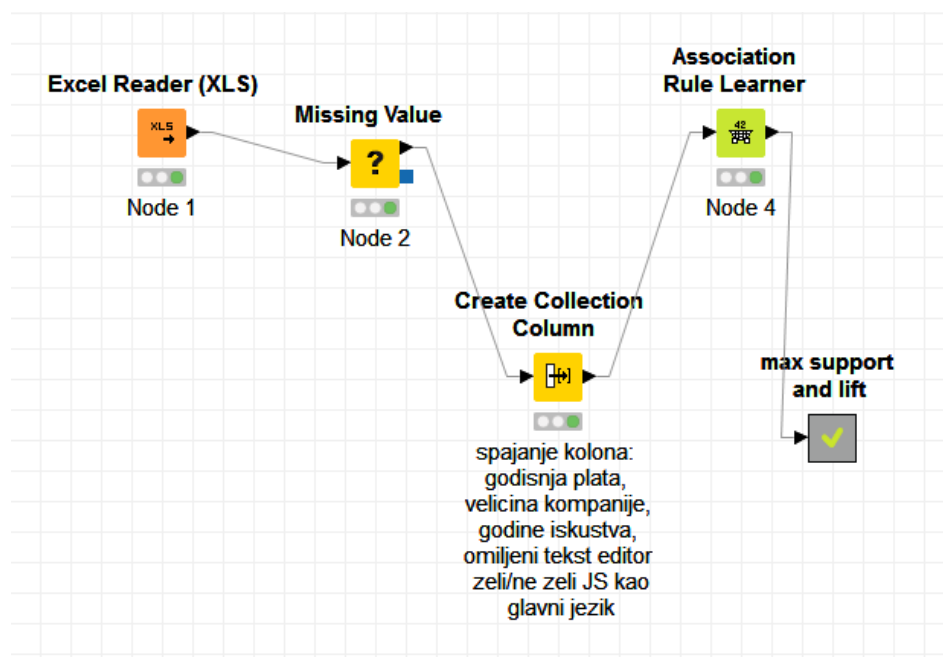 Excel Reader (XLS)
XLS
Node 1
Missing Value
?
Node 2
Create Collection
Column
spajanje kolona:
godisnja plata,
velicina kompanije,
godine iskustva,
omiljeni tekst editor
zeli/ne zeli JS kao
glavni jezik
Association
Rule Learner
42
Node 4
max support
and lift